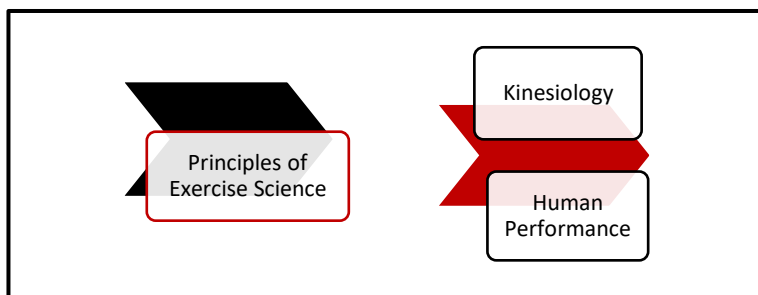 Principles of
Exercise Science
Kinesiology
Human
Performance